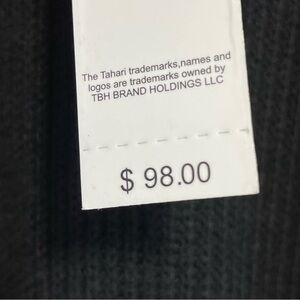 The Tahari trademarks,names and
logos are trademarks owned by
TBH BRAND HOLDINGS LLC
$ 98.00